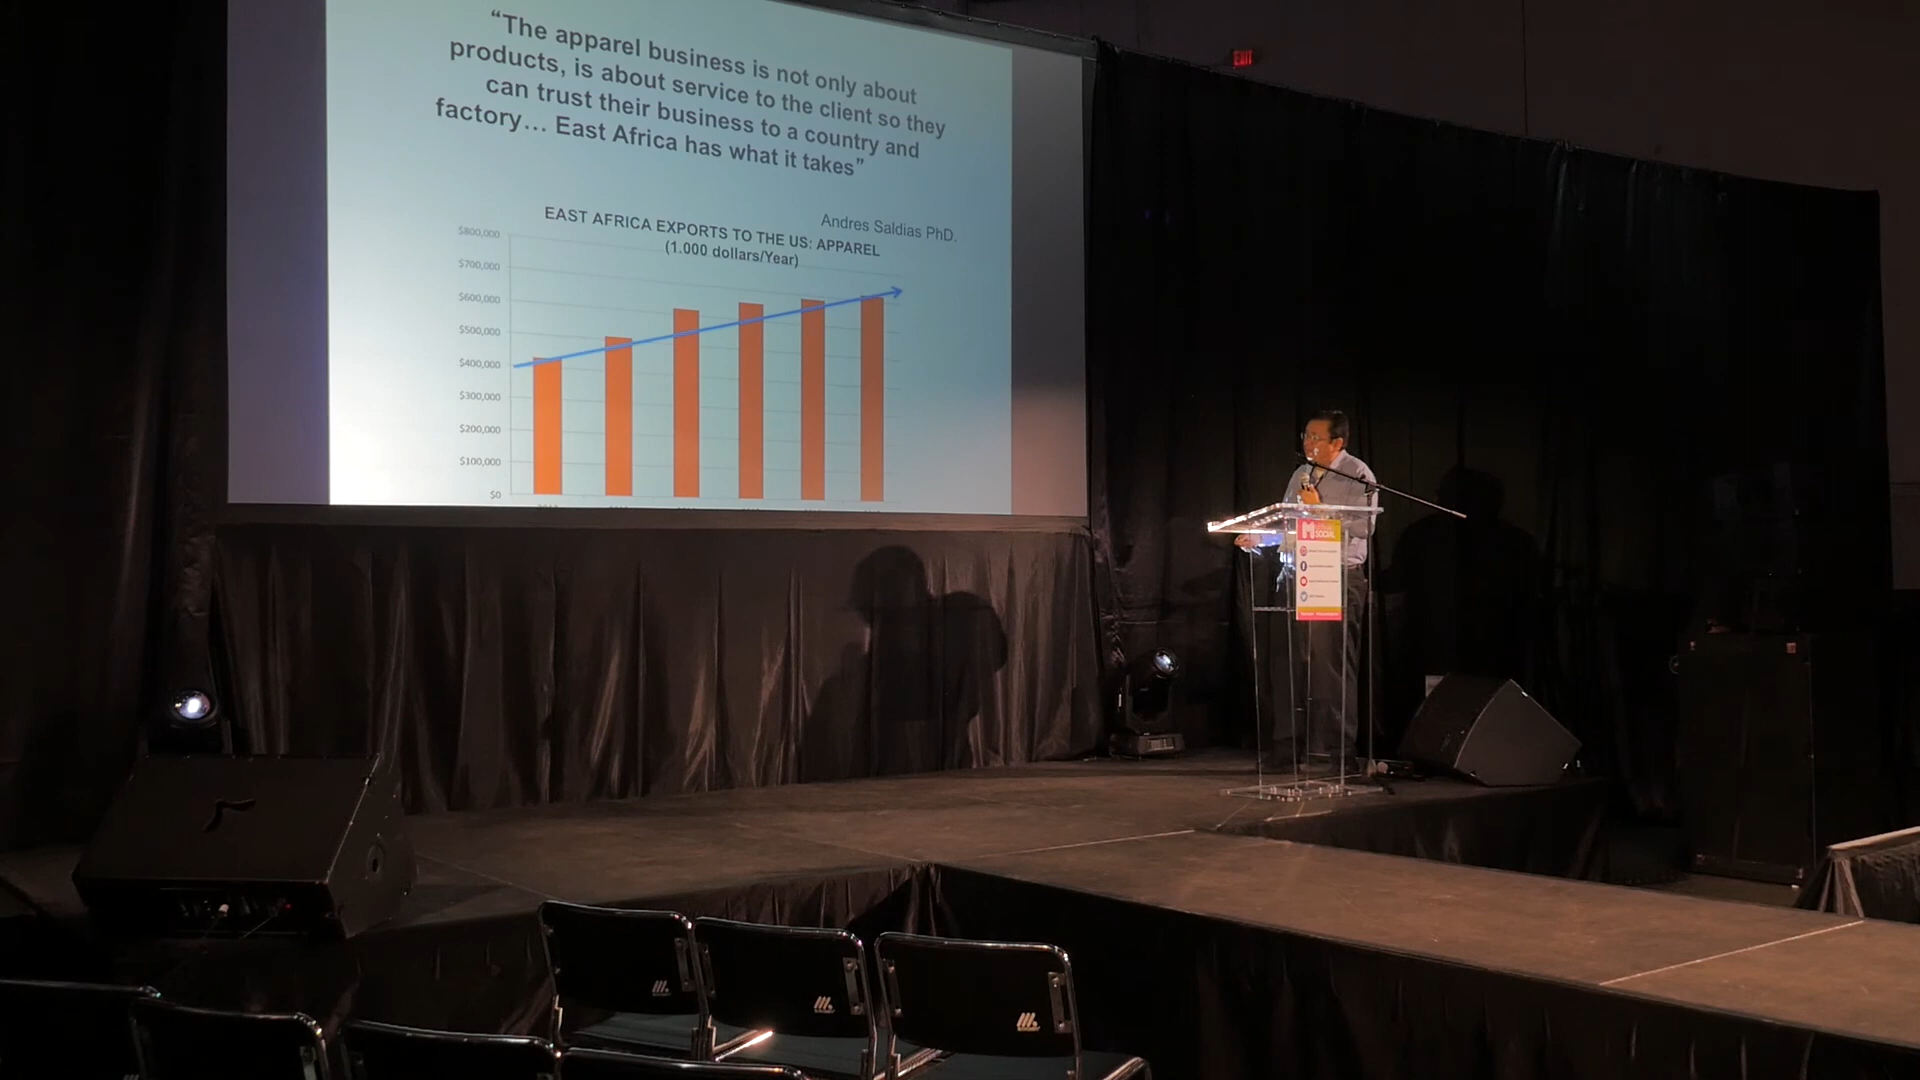 “The apparel business is not only about
products, is about service to the client so they
can trust their business to a country and
factory… East Africa has what it takes”
Andres Saldias PhD.
EAST AFRICA EXPORTS TO THE US: APPAREL
(1.000 dollars/Year)
$800,000
$700,000
$600,000
$500,000
$400,000
$300,000
$200,000
$100,000
$0
EXIT
SOCIAL